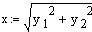 x := √(y₁² + y₂²)